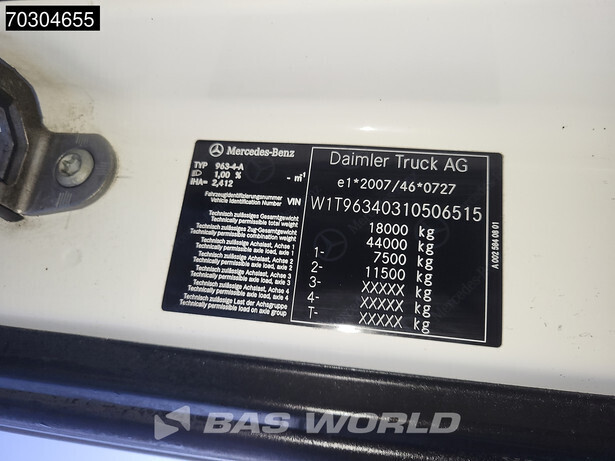 70304655
Mercedes-Benz
Daimler Truck AG
TYP 963-4-A
1,00 % - m⁻¹
IHA= 2,412
e1*2007/46*0727
Fahrzeugidentifizierungsnummer
Vehicle Identification Number VIN
W1T96340310506515
Technisch zulässiges Gesamtgewicht
Technically permissible total weight
18000 kg
Technisch zulässiges Zug-Gesamtgewicht
Technically permissible combination weight
44000 kg
Technisch zulässige Achslast, Achse 1
Technically permissible axle load, axle 1
1- 7500 kg
Technisch zulässige Achslast, Achse 2
Technically permissible axle load, axle 2
2- 11500 kg
Technisch zulässige Achslast, Achse 3
Technically permissible axle load, axle 3
3- XXXXX kg
Technisch zulässige Achslast, Achse 4
Technically permissible axle load, axle 4
4- XXXXX kg
Technisch zulässige Last der Achsgruppe
Technically permissible load on axle group
T- XXXXX kg
A 002 584 08 01
BAS WORLD